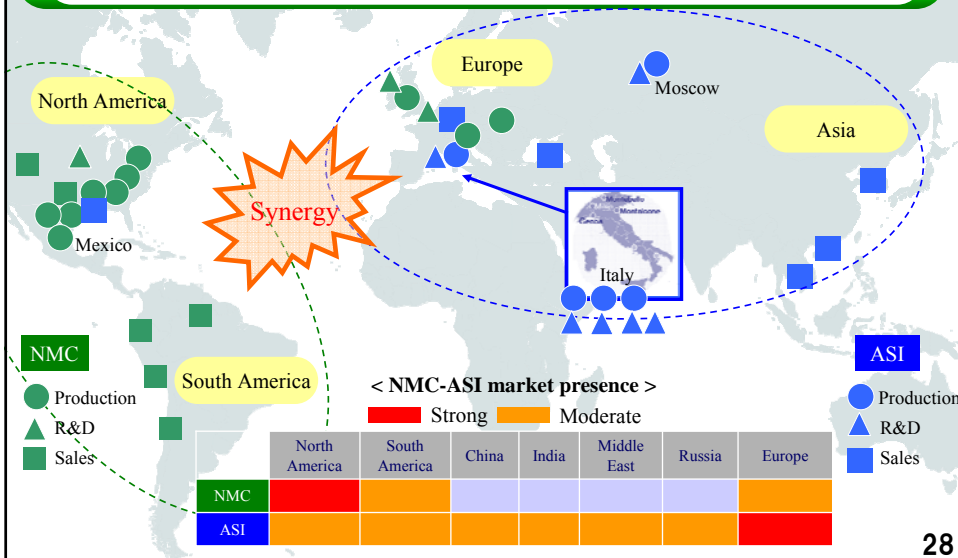 Europe
Moscow
North America
Asia
Synergy
Mexico
Italy
NMC
Production
R&D
Sales
South America
ASI
Production
R&D
Sales
< NMC-ASI market presence >
Strong Moderate
North America South America China India Middle East Russia Europe
NMC
ASI
28